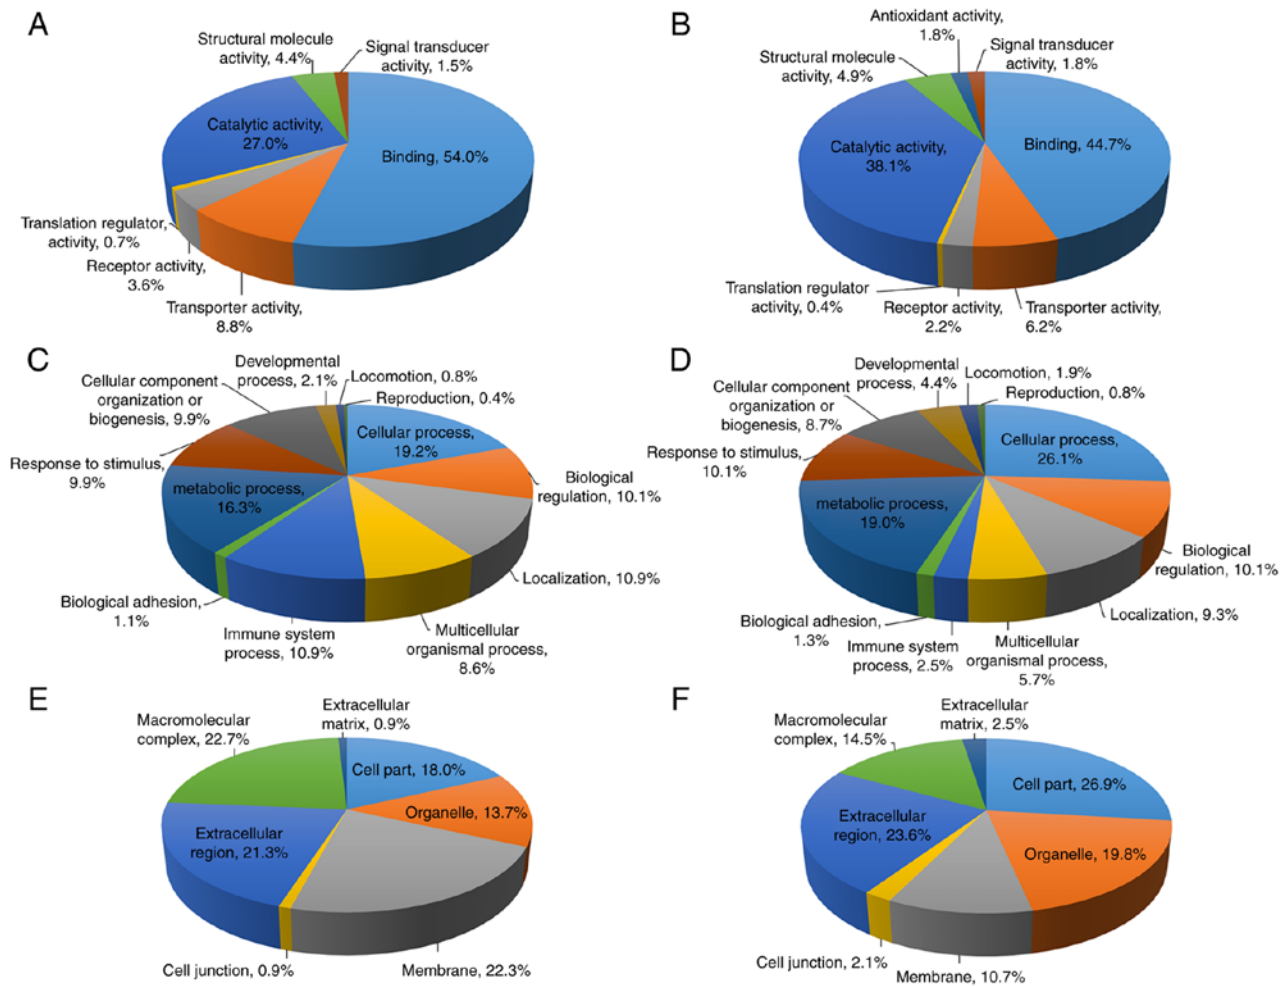 A
Structural molecule
activity, 4.4%
Signal transducer
activity, 1.5%
Catalytic activity,
27.0%
Binding, 54.0%
Translation regulator,
activity, 0.7%
Receptor activity,
3.6%
Transporter activity,
8.8%
B
Antioxidant activity,
1.8%
Structural molecule
activity, 4.9%
Signal transducer
activity, 1.8%
Catalytic activity,
38.1%
Binding, 44.7%
Translation regulator
activity, 0.4%
Receptor activity,
2.2%
Transporter activity,
6.2%
C
Developmental
process, 2.1%
Locomotion, 0.8%
Reproduction, 0.4%
Cellular component
organization or
biogenesis, 9.9%
Cellular process,
19.2%
Response to stimulus,
9.9%
metabolic process,
16.3%
Biological
regulation, 10.1%
Localization, 10.9%
Biological adhesion,
1.1%
Immune system
process, 10.9%
Multicellular
organismal process,
8.6%
D
Developmental
process, 4.4%
Locomotion, 1.9%
Reproduction, 0.8%
Cellular component
organization or
biogenesis, 8.7%
Cellular process,
26.1%
Response to stimulus,
10.1%
metabolic process,
19.0%
Biological
regulation, 10.1%
Localization, 9.3%
Biological adhesion,
1.3%
Immune system
process, 2.5%
Multicellular
organismal process,
5.7%
E
Extracellular
matrix, 0.9%
Macromolecular
complex, 22.7%
Cell part, 18.0%
Organelle, 13.7%
Extracellular
region, 21.3%
Cell junction, 0.9%
Membrane, 22.3%
F
Extracellular
matrix, 2.5%
Macromolecular
complex, 14.5%
Cell part, 26.9%
Extracellular
region, 23.6%
Organelle, 19.8%
Cell junction, 2.1%
Membrane, 10.7%